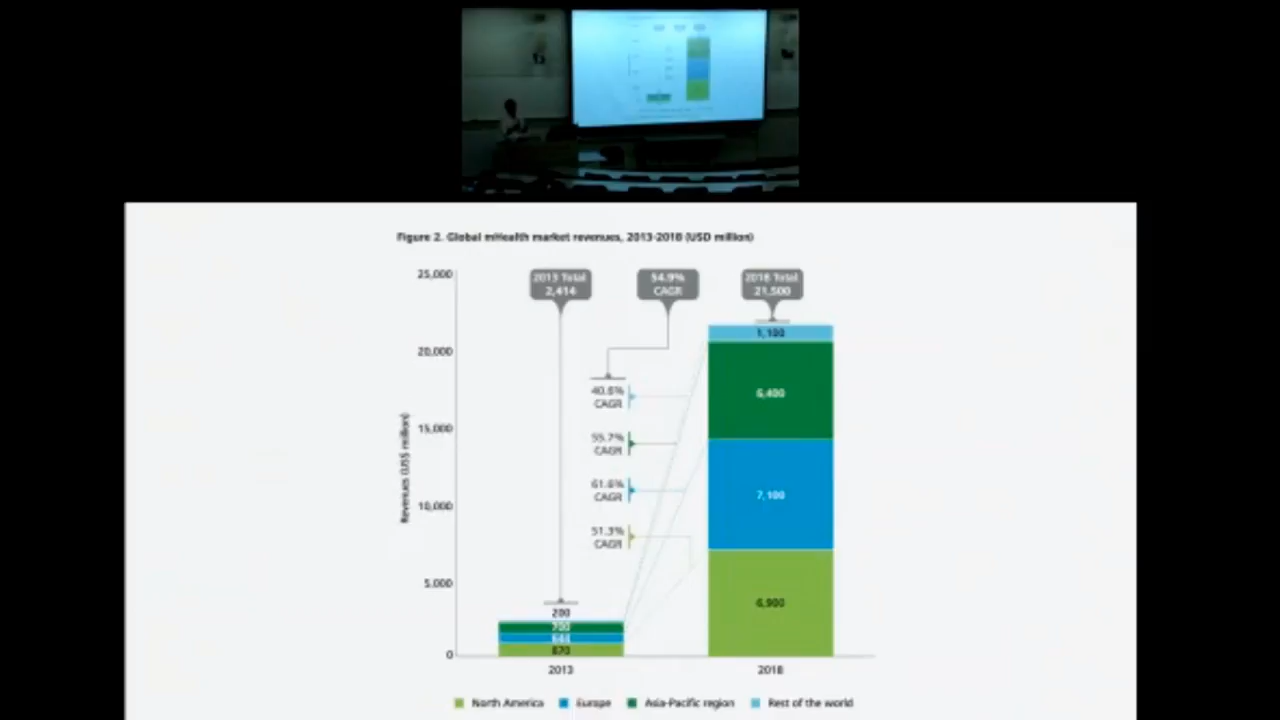 Figure 2. Global mHealth market revenues, 2013-2018 (USD million)
2013 Total
2,414
54.9%
CAGR
2018 Total
21,500
25,000
20,000
15,000
10,000
5,000
0
Revenues (US$ million)
40.6%
CAGR
55.7%
CAGR
61.6%
CAGR
51.3%
CAGR
1,100
6,400
7,100
6,900
200
700
644
870
2013
2018
North America
Europe
Asia-Pacific region
Rest of the world